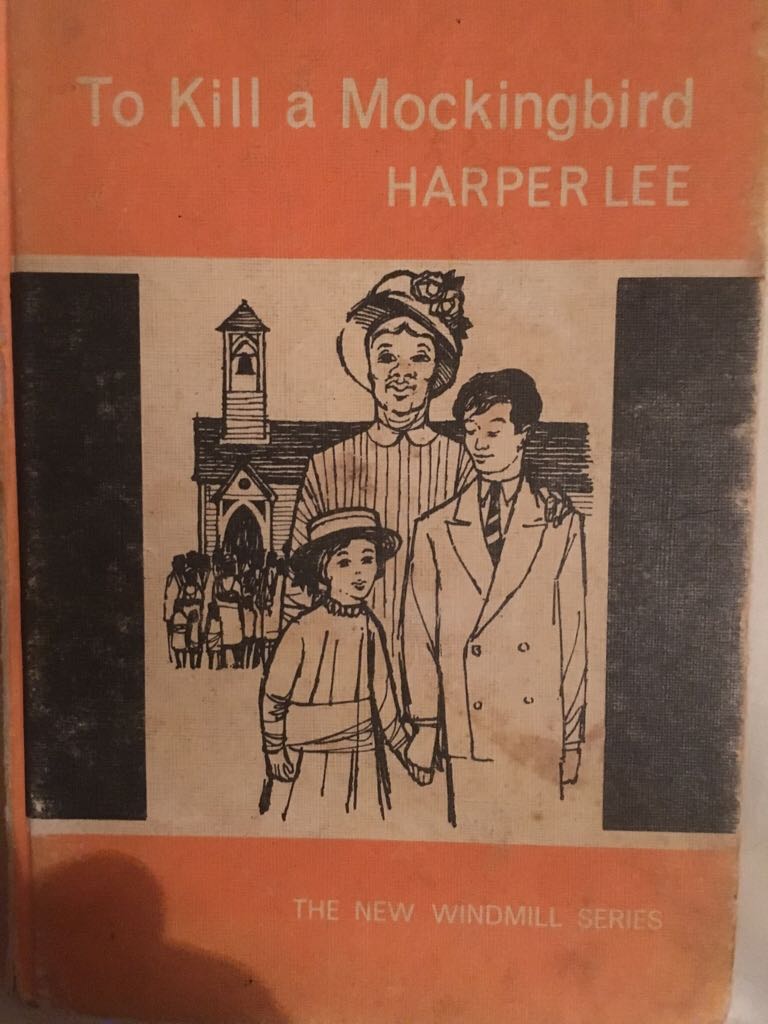 To Kill a Mockingbird
HARPER LEE
THE NEW WINDMILL SERIES